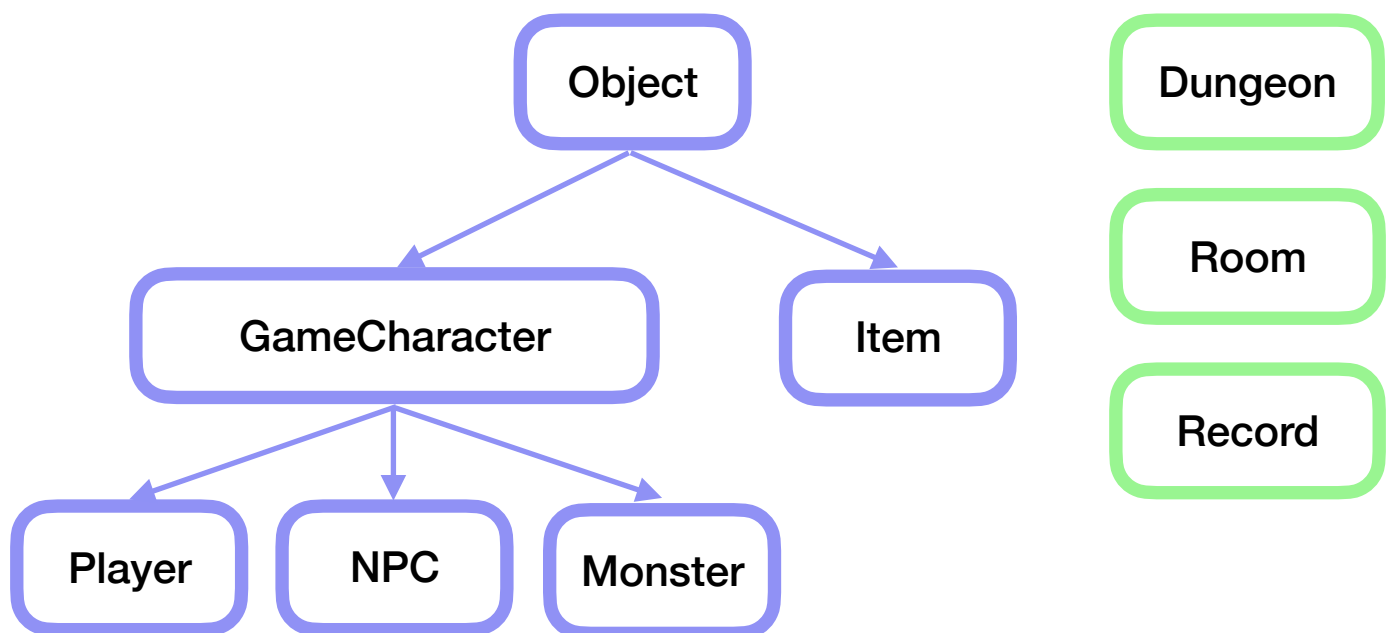 Object
Dungeon
Room
GameCharacter
Item
Record
Player
NPC
Monster